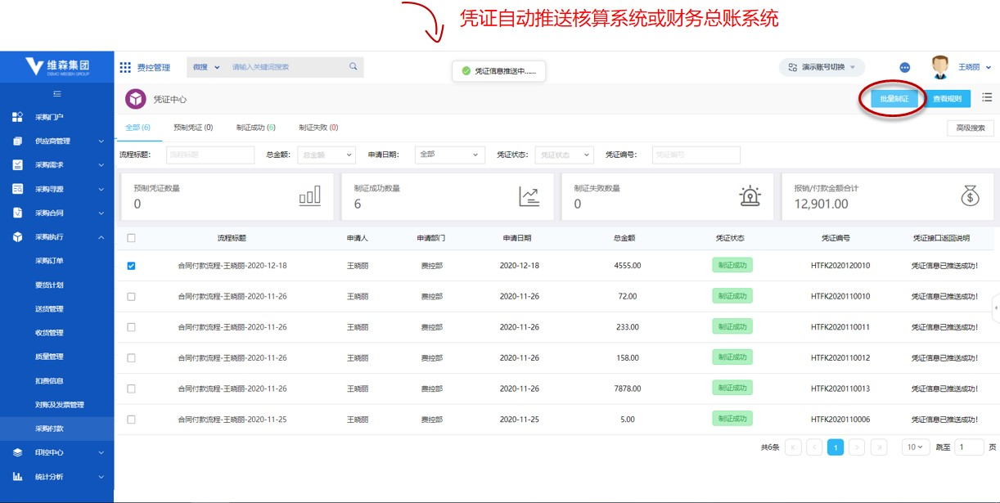 凭证自动推送核算系统或财务总账系统
维森集团
DEMO WEISEN GROUP
费控管理
微搜
请输入关键词搜索
凭证信息推送中......
演示账号切换
王晓丽
凭证中心
批量制证
查看规则
全部 (6)
预制凭证 (0)
制证成功 (6)
制证失败 (0)
高级搜索
流程标题:
流程标题
总金额:
总金额
申请日期:
全部
凭证状态:
凭证状态
凭证编号:
凭证编号
预制凭证数量
0
制证成功数量
6
制证失败数量
0
报销/付款金额合计
12,901.00
流程标题 申请人 申请部门 申请日期 总金额 凭证状态 凭证编号 凭证接口返回说明
合同付款流程-王晓丽-2020-12-18 王晓丽 费控部 2020-12-18 4555.00 制证成功 HTFK2020120010 凭证信息已推送成功!
合同付款流程-王晓丽-2020-11-26 王晓丽 费控部 2020-11-26 72.00 制证成功 HTFK2020110010 凭证信息已推送成功!
合同付款流程-王晓丽-2020-11-26 王晓丽 费控部 2020-11-26 233.00 制证成功 HTFK2020110011 凭证信息已推送成功!
合同付款流程-王晓丽-2020-11-26 王晓丽 费控部 2020-11-26 158.00 制证成功 HTFK2020110012 凭证信息已推送成功!
合同付款流程-王晓丽-2020-11-26 王晓丽 费控部 2020-11-26 7878.00 制证成功 HTFK2020110013 凭证信息已推送成功!
合同付款流程-王晓丽-2020-11-25 王晓丽 费控部 2020-11-25 5.00 制证成功 HTFK2020110006 凭证信息已推送成功!
共6条
1
10
跳至
1
页
采购门户
供应商管理
采购需求
采购寻源
采购合同
采购执行
采购订单
要货计划
送货管理
收货管理
质量管理
扣费信息
对账及发票管理
采购付款
印控中心
统计分析